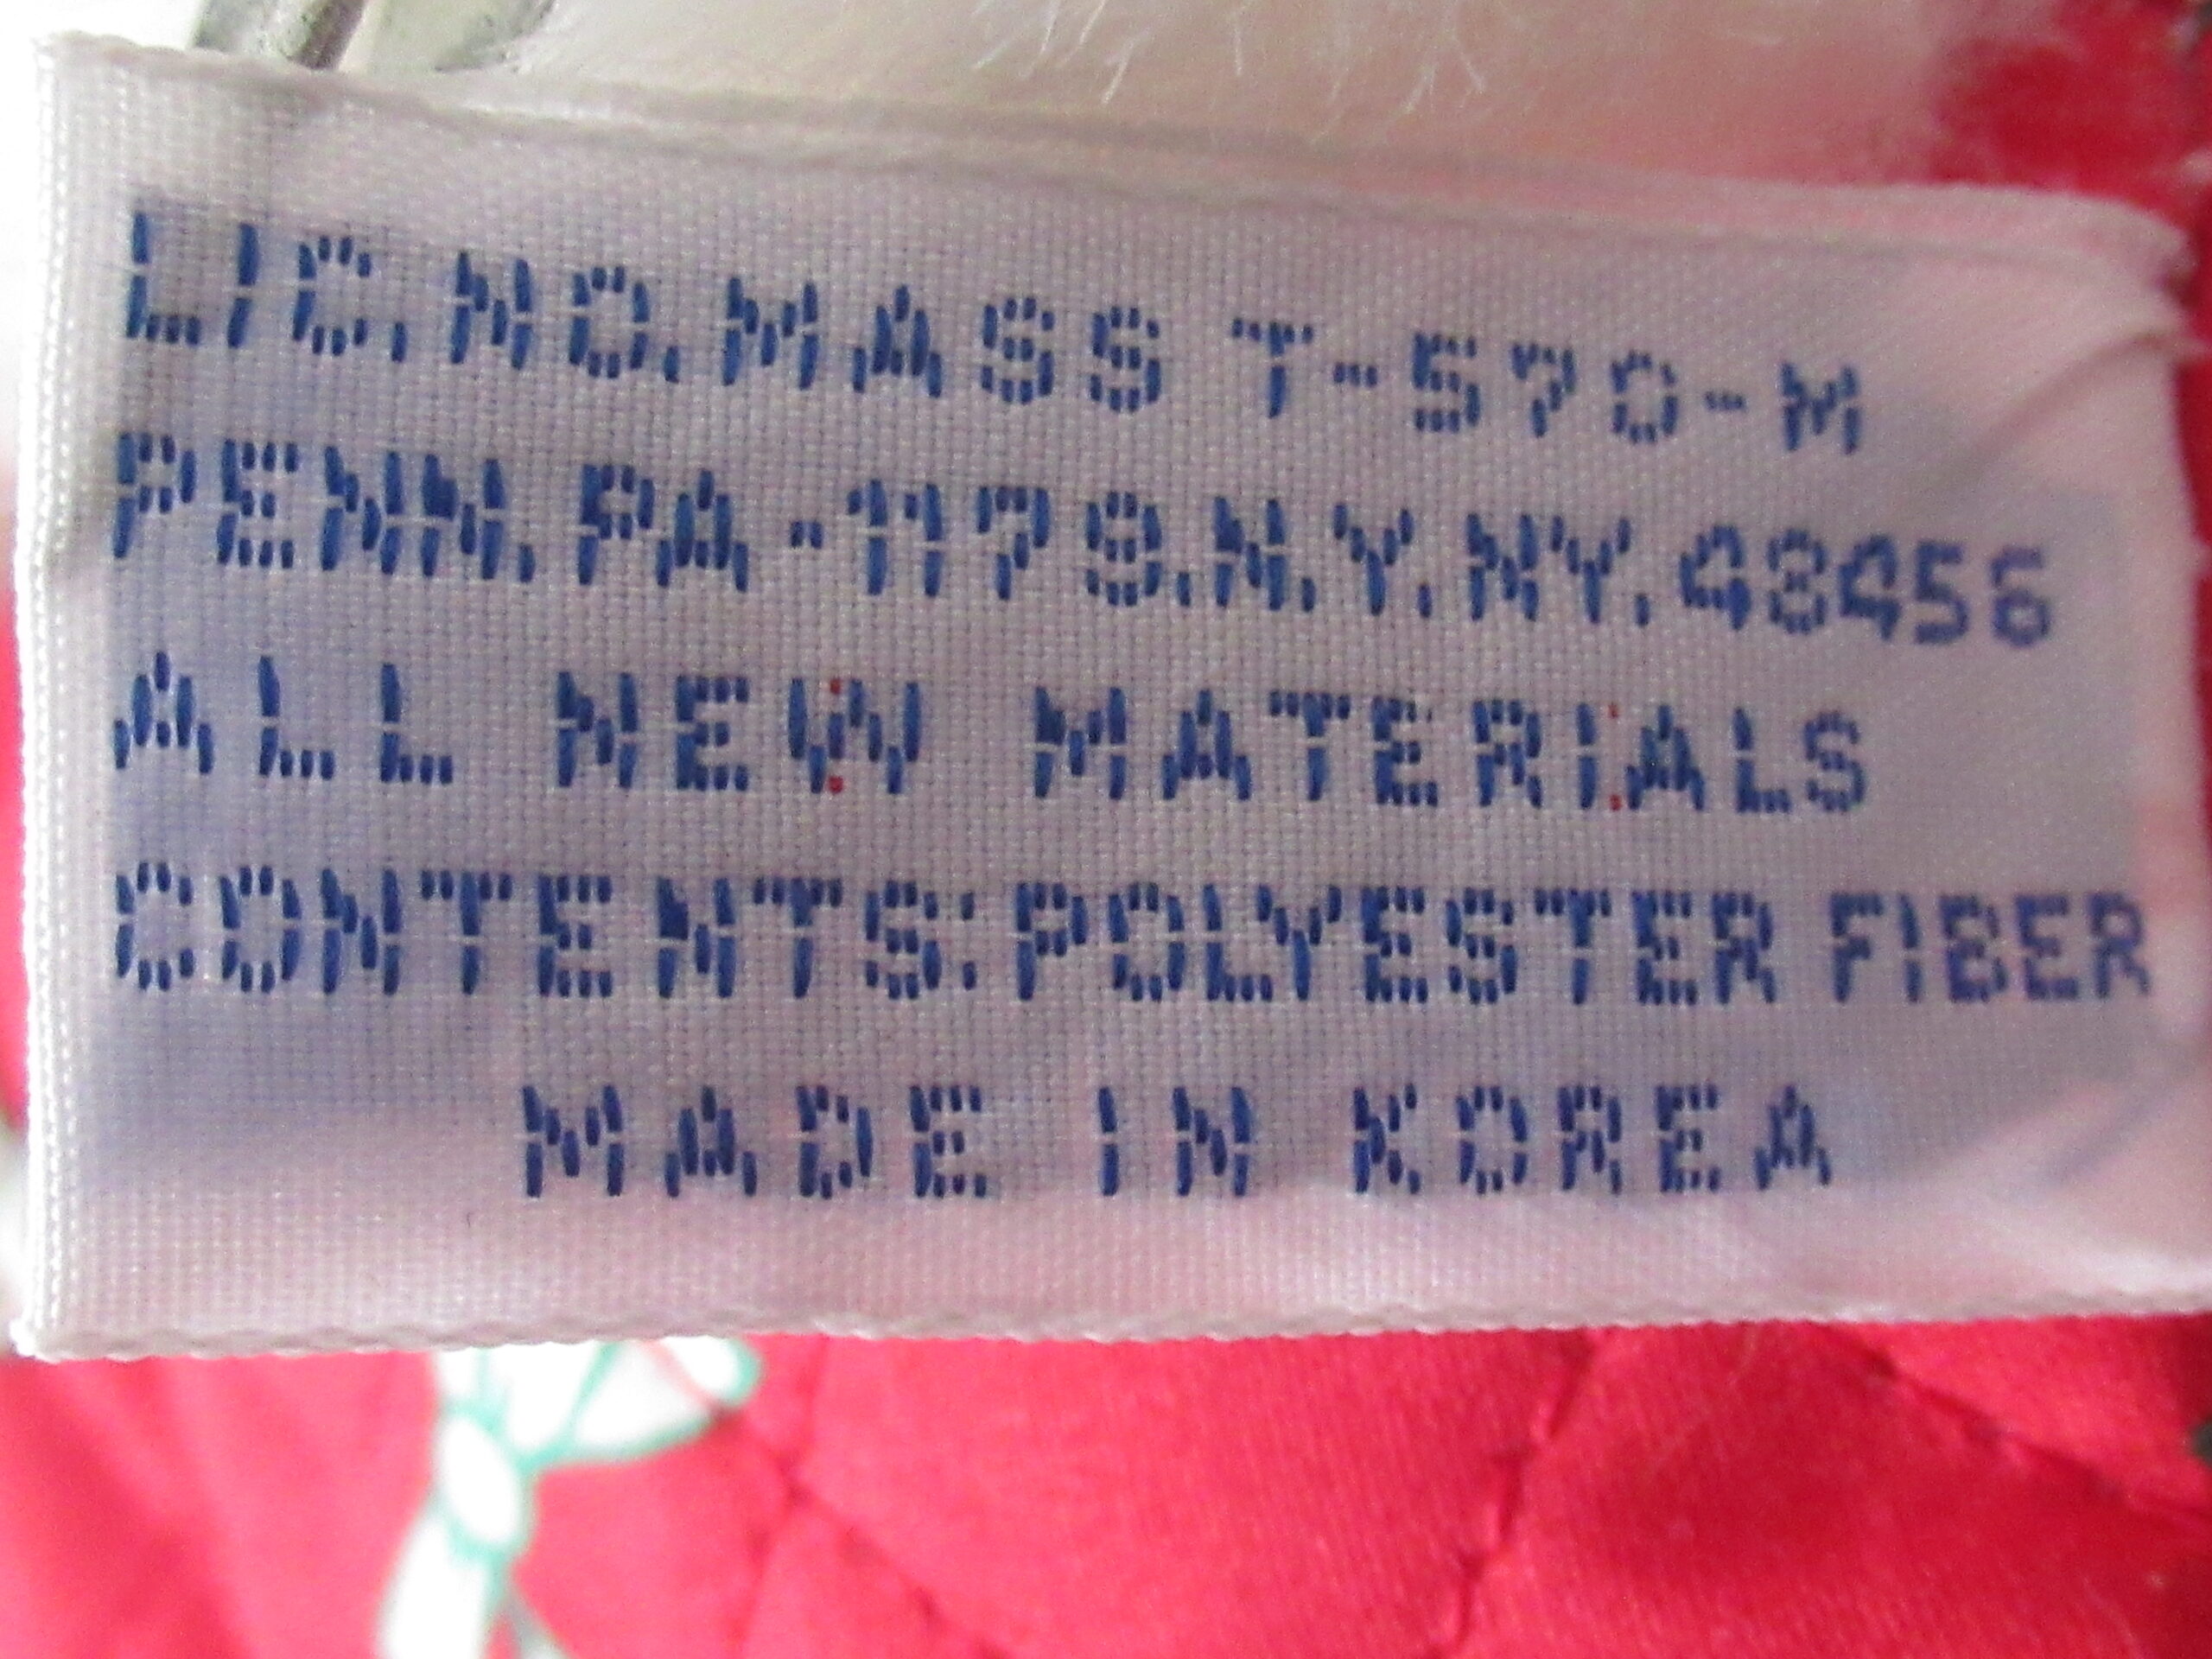 LIC.NO.MASS T-570-M
PENN.PA-1179.N.Y.NY.48456
ALL NEW MATERIALS
CONTENTS:POLYESTER FIBER
MADE IN KOREA